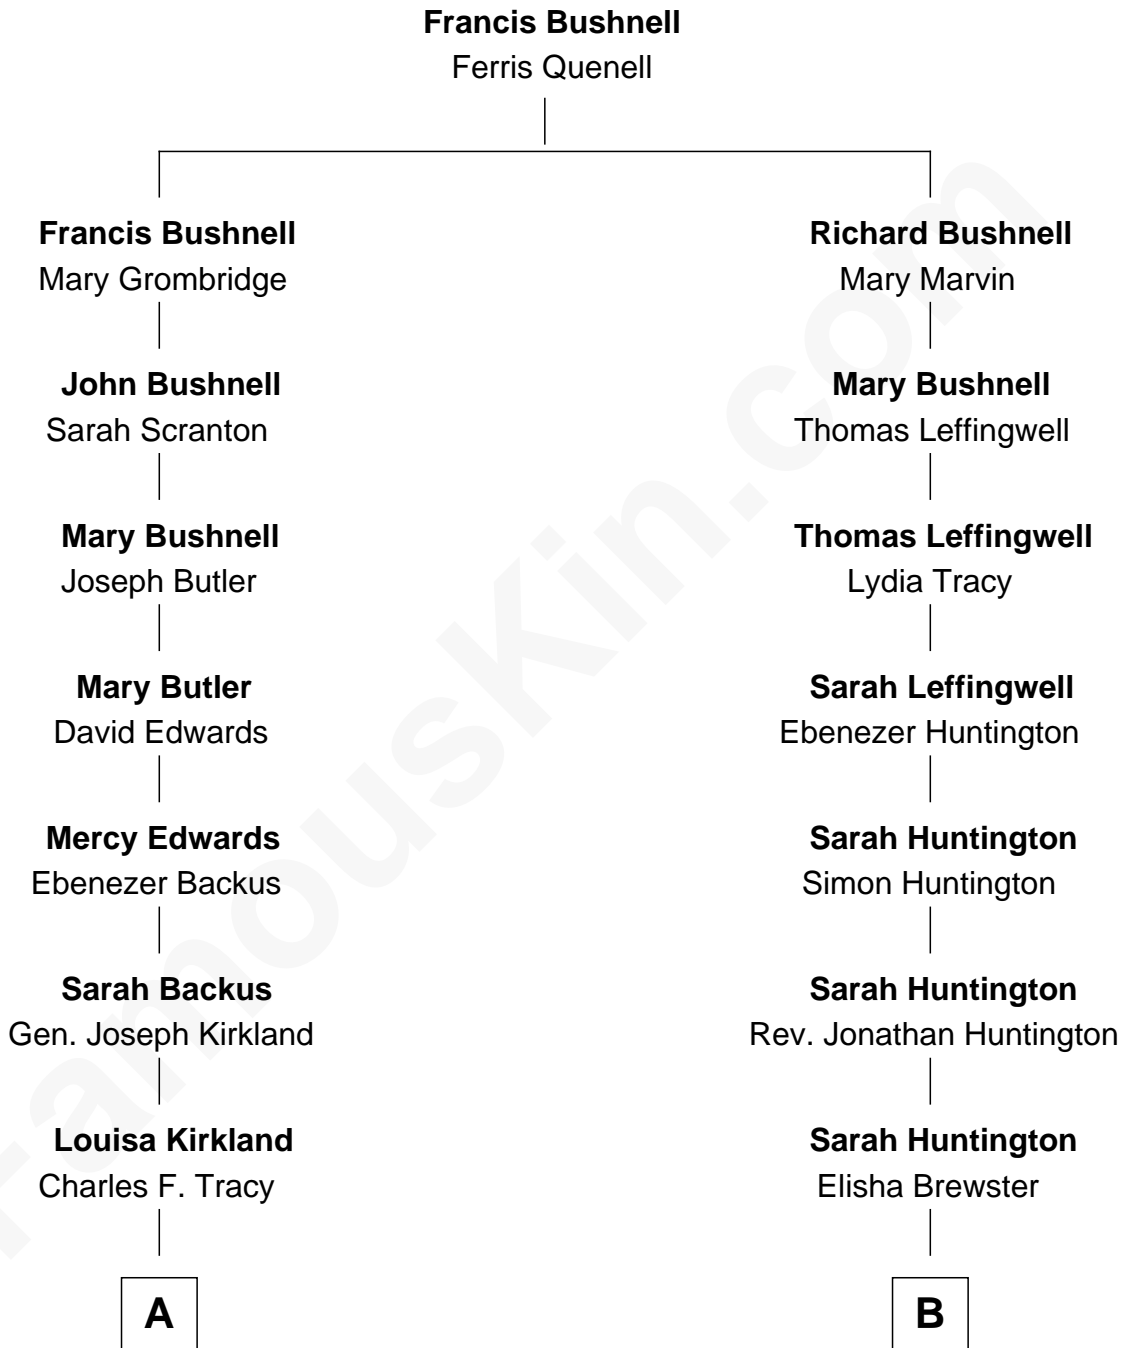 Francis Bushnell
Ferris Quenell
Francis Bushnell
Mary Grombridge
Richard Bushnell
Mary Marvin
John Bushnell
Sarah Scranton
Mary Bushnell
Thomas Leffingwell
Mary Bushnell
Joseph Butler
Thomas Leffingwell
Lydia Tracy
Mary Butler
David Edwards
Sarah Leffingwell
Ebenezer Huntington
Mercy Edwards
Ebenezer Backus
Sarah Huntington
Simon Huntington
Sarah Backus
Gen. Joseph Kirkland
Sarah Huntington
Rev. Jonathan Huntington
Louisa Kirkland
Charles F. Tracy
Sarah Huntington
Elisha Brewster
A
B
FamousKin.com